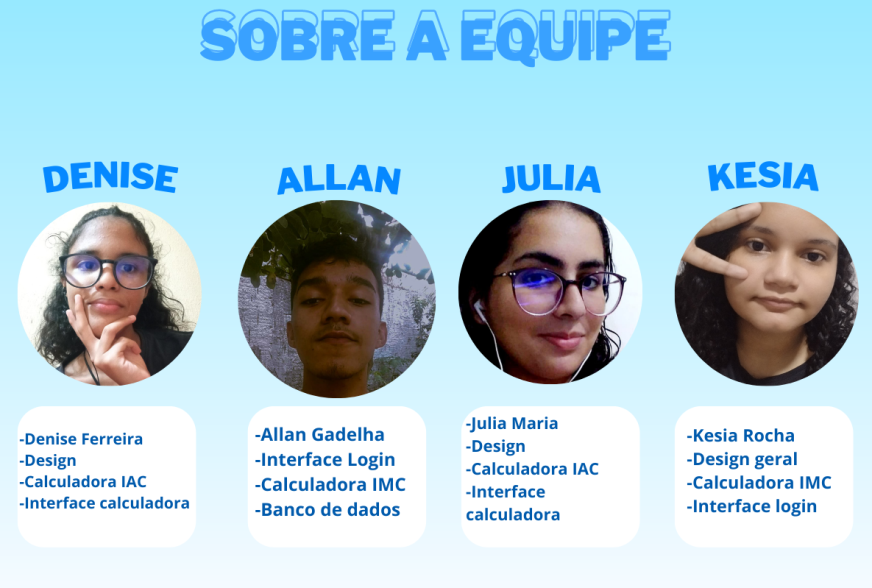 SOBRE A EQUIPE
DENISE
ALLAN
JULIA
KESIA
-Denise Ferreira
-Design
-Calculadora IAC
-Interface calculadora
-Allan Gadelha
-Interface Login
-Calculadora IMC
-Banco de dados
-Julia Maria
-Design
-Calculadora IAC
-Interface
calculadora
-Kesia Rocha
-Design geral
-Calculadora IMC
-Interface login